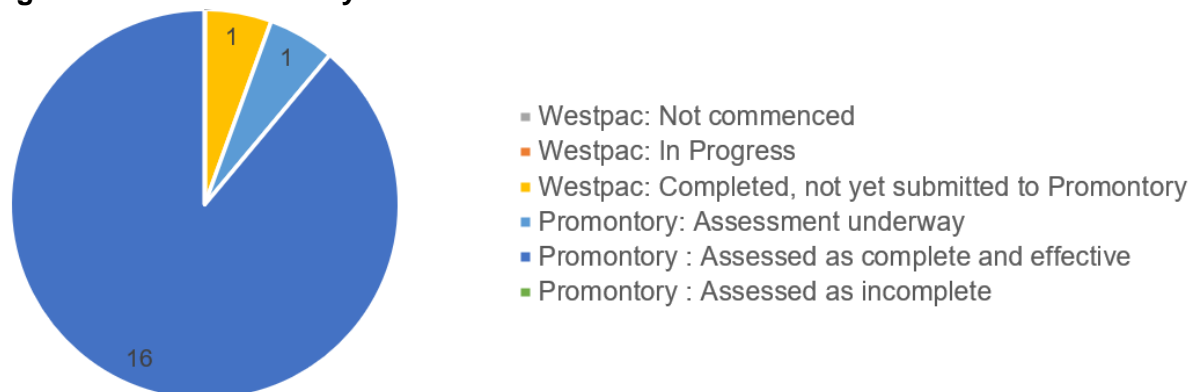 1
1
16
Westpac: Not commenced
Westpac: In Progress
Westpac: Completed, not yet submitted to Promontory
Promontory: Assessment underway
Promontory : Assessed as complete and effective
Promontory : Assessed as incomplete